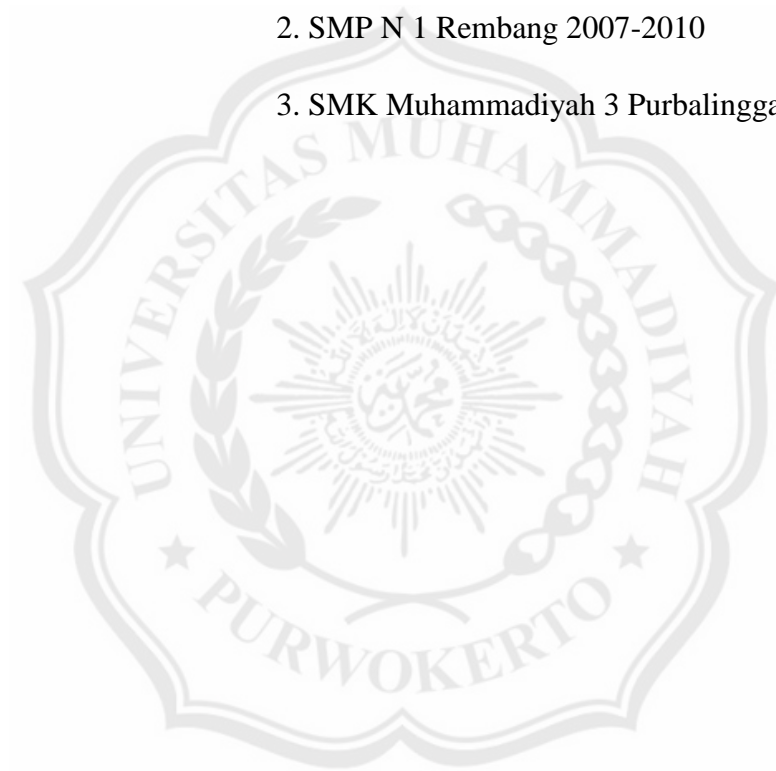 2. SMP N 1 Rembang 2007-2010
3. SMK Muhammadiyah 3 Purbalingga
UNIVERSITAS MUHAMMADIYAH
PURWOKERTO